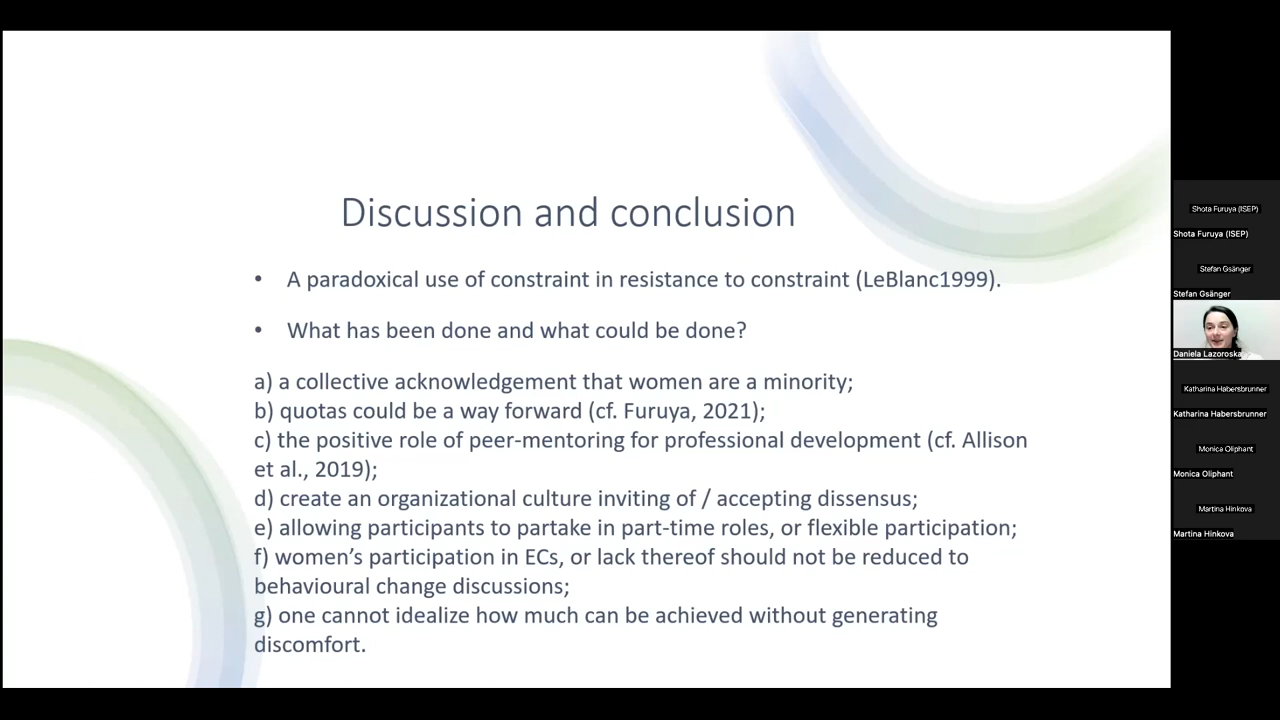 Discussion and conclusion
• A paradoxical use of constraint in resistance to constraint (LeBlanc1999).
• What has been done and what could be done?
a) a collective acknowledgement that women are a minority;
b) quotas could be a way forward (cf. Furuya, 2021);
c) the positive role of peer-mentoring for professional development (cf. Allison
et al., 2019);
d) create an organizational culture inviting of / accepting dissensus;
e) allowing participants to partake in part-time roles, or flexible participation;
f) women’s participation in ECs, or lack thereof should not be reduced to
behavioural change discussions;
g) one cannot idealize how much can be achieved without generating
discomfort.
Shota Furuya (ISEP)
Shota Furuya (ISEP)
Stefan Gsänger
Stefan Gsänger
Daniela Lazoroska
Katharina Habersbrunner
Katharina Habersbrunner
Monica Oliphant
Monica Oliphant
Martina Hinkova
Martina Hinkova